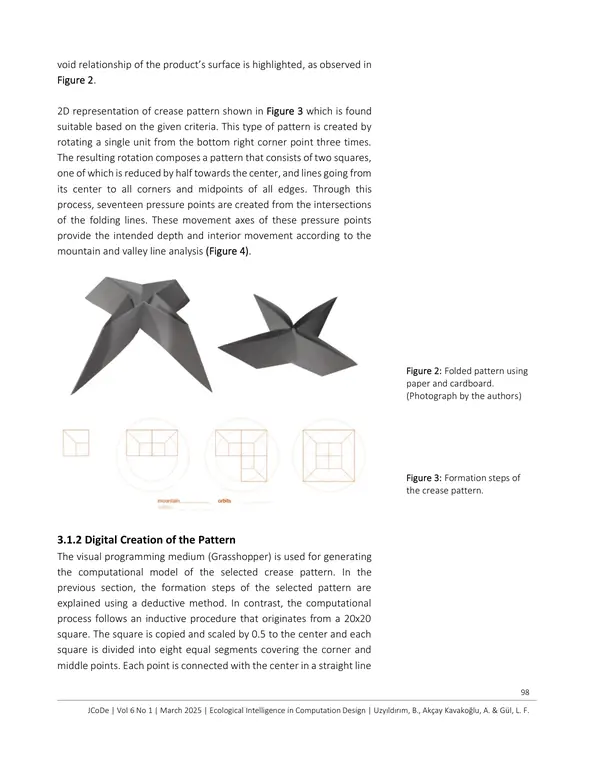 void relationship of the product's surface is highlighted, as observed in
Figure 2.
2D representation of crease pattern shown in Figure 3 which is found
suitable based on the given criteria. This type of pattern is created by
rotating a single unit from the bottom right corner point three times.
The resulting rotation composes a pattern that consists of two squares,
one of which is reduced by half towards the center, and lines going from
its center to all corners and midpoints of all edges. Through this
process, seventeen pressure points are created from the intersections
of the folding lines. These movement axes of these pressure points
provide the intended depth and interior movement according to the
mountain and valley line analysis (Figure 4).
Figure 2: Folded pattern using
paper and cardboard.
(Photograph by the authors)
mountain
orbits
Figure 3: Formation steps of
the crease pattern.
3.1.2 Digital Creation of the Pattern
The visual programming medium (Grasshopper) is used for generating
the computational model of the selected crease pattern. In the
previous section, the formation steps of the selected pattern are
explained using a deductive method. In contrast, the computational
process follows an inductive procedure that originates from a 20x20
square. The square is copied and scaled by 0.5 to the center and each
square is divided into eight equal segments covering the corner and
middle points. Each point is connected with the center in a straight line
98
JCoDe | Vol 6 No 1 | March 2025 | Ecological Intelligence in Computation Design | Uzyıldırım, B., Akçay Kavakoğlu, A. & Gül, L. F.